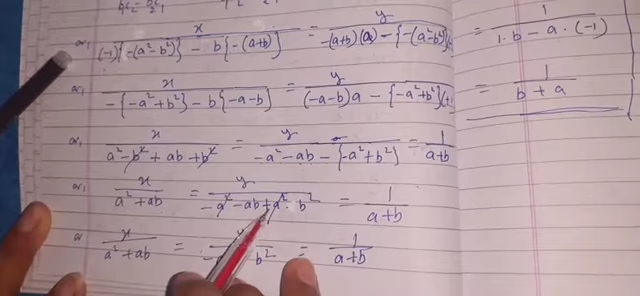 or, x/((-1){-(a²-b²)} - b{-(a+b)}) = y/(-(a+b)(a) - {-(a²-b²)}) = 1/(1.b - a.(-1))
or, x/(-{-a²+b²} - b{-a-b}) = y/((-a-b)a - {-a²+b²}) = 1/(b+a)
or, x/(a²-b²+ab+b²) = y/(-a²-ab-{-a²+b²}) = 1/(a+b)
or, x/(a²+ab) = y/(-a²-ab+a²-b²) = 1/(a+b)
or x/(a²+ab) = b² = 1/(a+b)